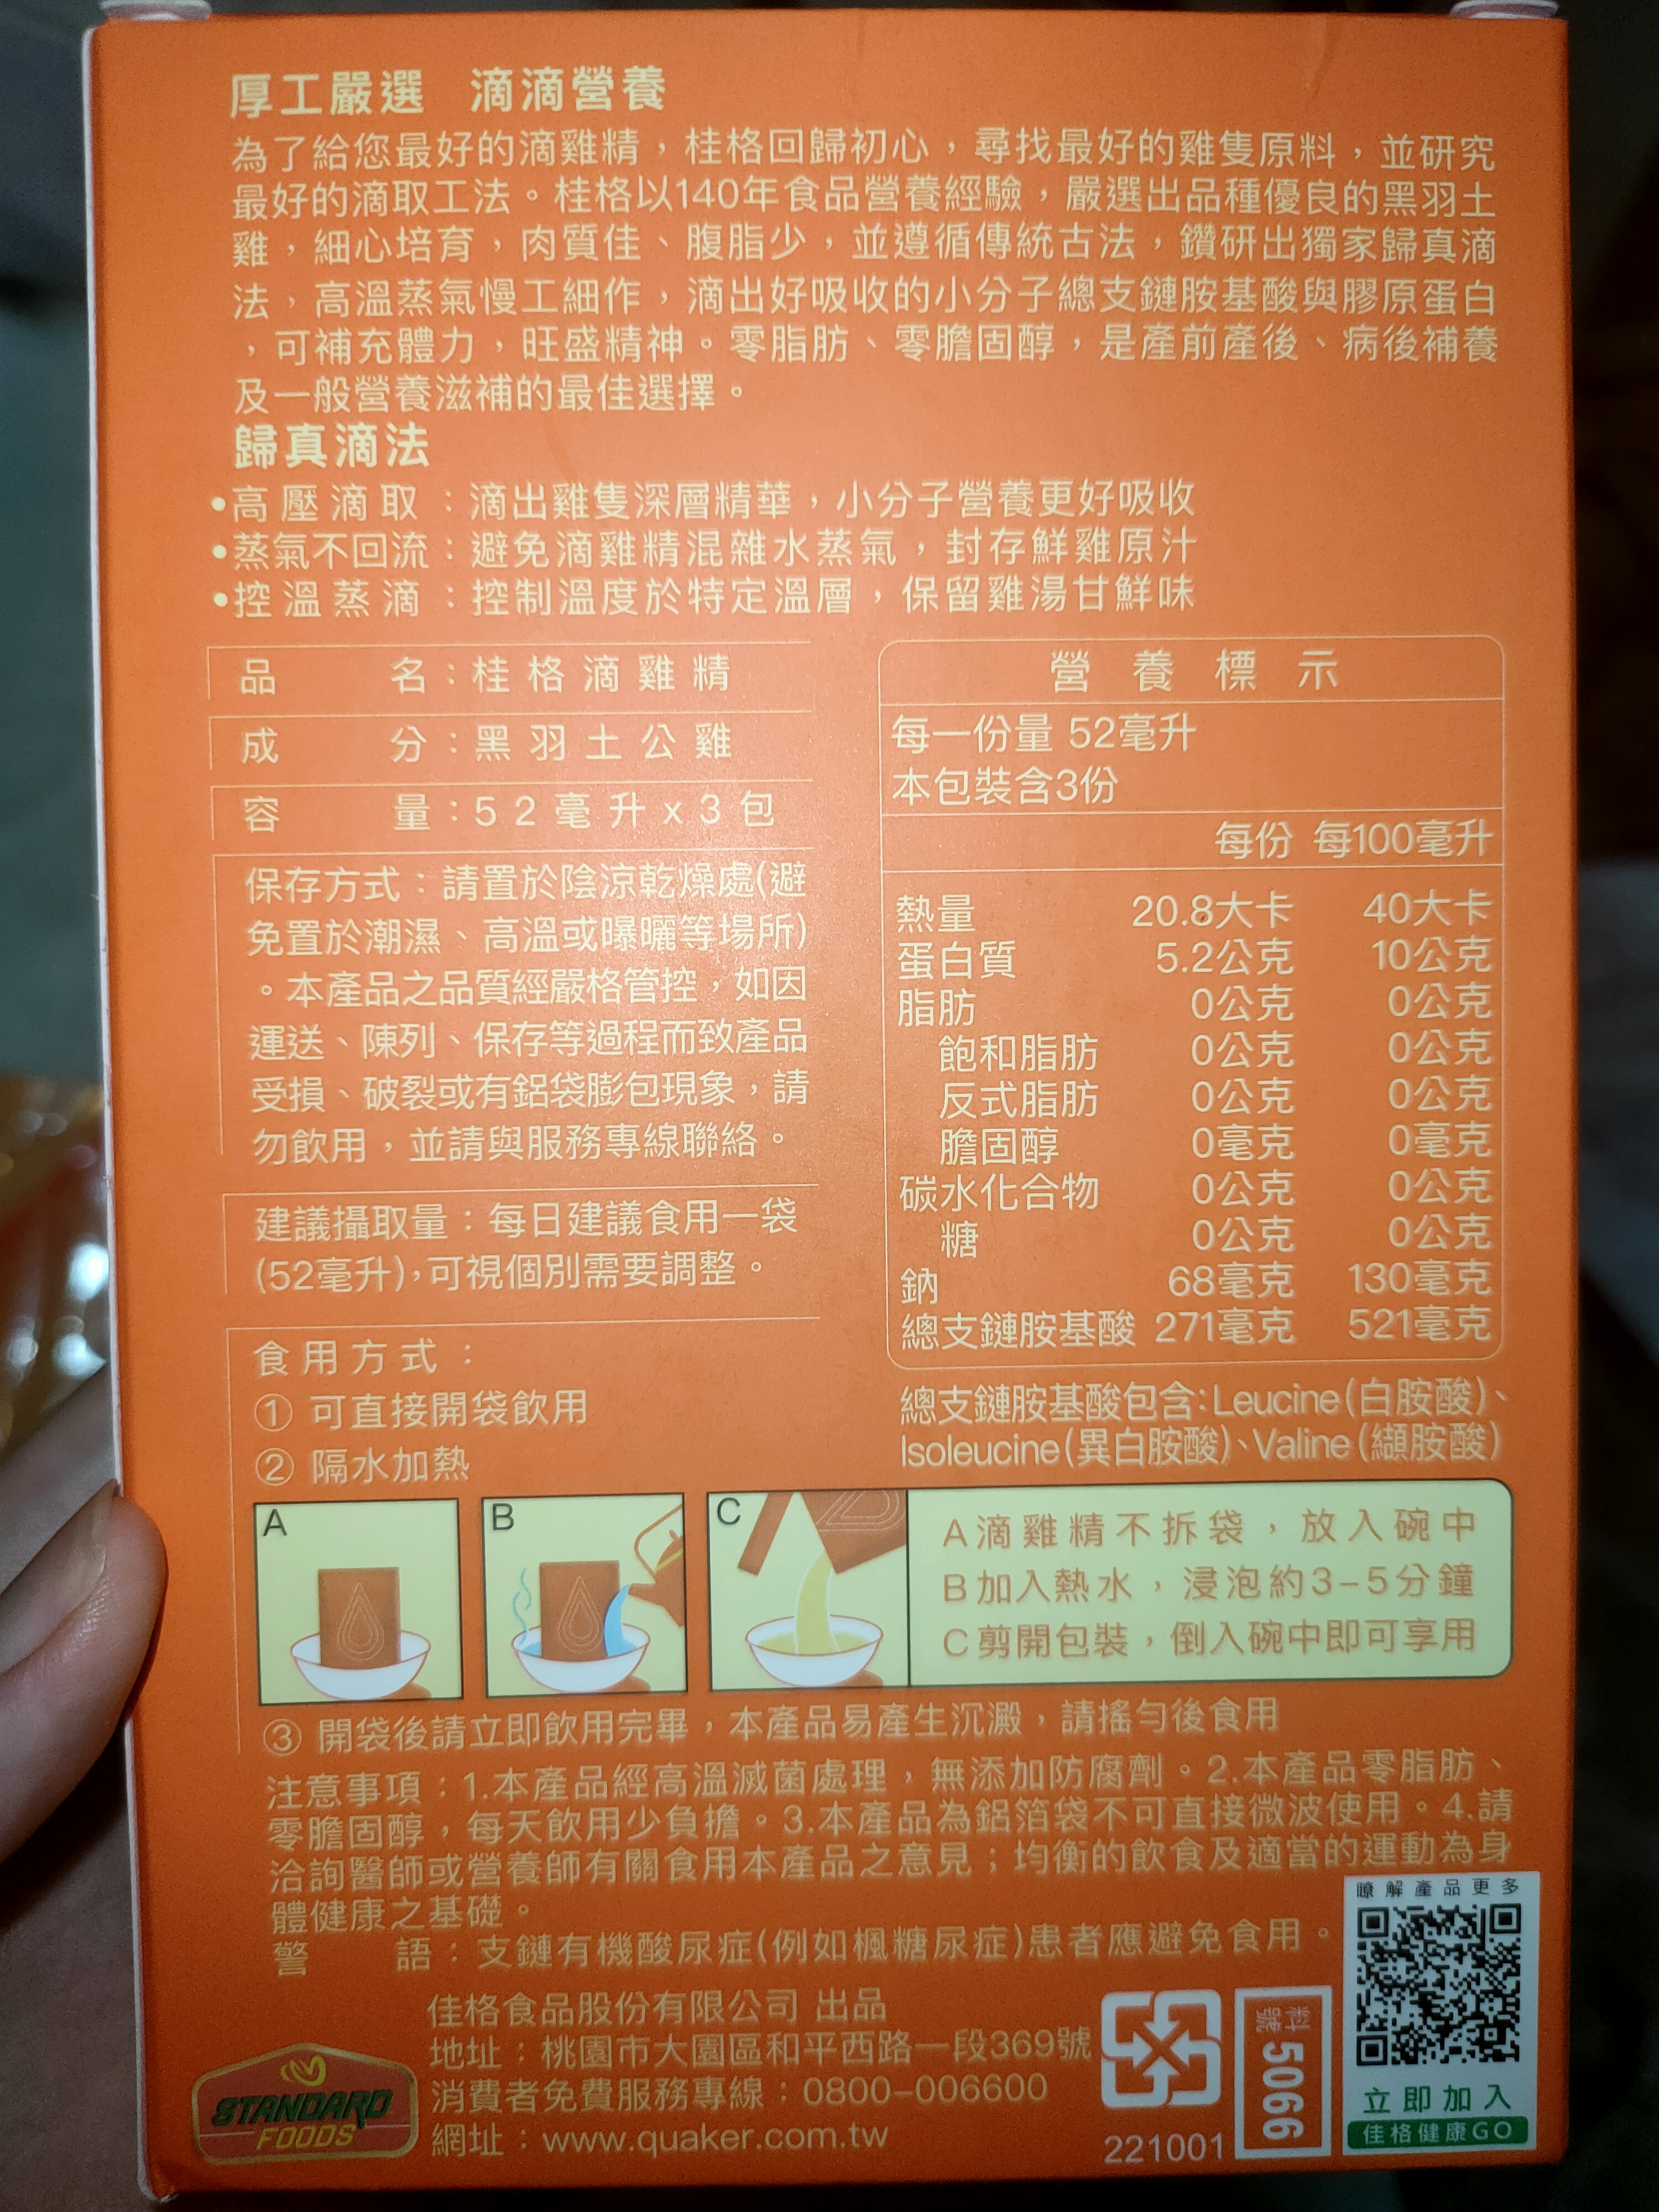 厚工嚴選 滴滴營養
為了給您最好的滴雞精，桂格回歸初心，尋找最好的雞隻原料，並研究
最好的滴取工法。桂格以140年食品營養經驗，嚴選出品種優良的黑羽土
雞，細心培育，肉質佳、腹脂少，並遵循傳統古法，鑽研出獨家歸真滴
法，高溫蒸氣慢工細作，滴出好吸收的小分子總支鏈胺基酸與膠原蛋白
，可補充體力，旺盛精神。零脂肪、零膽固醇，是產前產後、病後補養
及一般營養滋補的最佳選擇。
歸真滴法
•高壓滴取：滴出雞隻深層精華，小分子營養更好吸收
•蒸氣不回流：避免滴雞精混雜水蒸氣，封存鮮雞原汁
•控溫蒸滴：控制溫度於特定溫層，保留雞湯甘鮮味
品名：桂格滴雞精
成分：黑羽土公雞
容量：52毫升x3包
保存方式：請置於陰涼乾燥處(避
免置於潮濕、高溫或曝曬等場所)
。本產品之品質經嚴格管控，如因
運送、陳列、保存等過程而致產品
受損、破裂或有鋁袋膨包現象，請
勿飲用，並請與服務專線聯絡。
建議攝取量：每日建議食用一袋
(52毫升)，可視個別需要調整。
營養標示
每一份量 52毫升
本包裝含3份
每份 每100毫升
熱量 20.8大卡 40大卡
蛋白質 5.2公克 10公克
脂肪 0公克 0公克
飽和脂肪 0公克 0公克
反式脂肪 0公克 0公克
膽固醇 0毫克 0毫克
碳水化合物 0公克 0公克
糖 0公克 0公克
鈉 68毫克 130毫克
總支鏈胺基酸 271毫克 521毫克
總支鏈胺基酸包含:Leucine(白胺酸)、
Isoleucine(異白胺酸)、Valine(纈胺酸)
食用方式：
① 可直接開袋飲用
② 隔水加熱
A
B
C
A滴雞精不拆袋，放入碗中
B加入熱水，浸泡約3-5分鐘
C剪開包裝，倒入碗中即可享用
③ 開袋後請立即飲用完畢，本產品易產生沉澱，請搖勻後食用
注意事項：1.本產品經高溫滅菌處理，無添加防腐劑。2.本產品零脂肪、
零膽固醇，每天飲用少負擔。3.本產品為鋁箔袋不可直接微波使用。4.請
洽詢醫師或營養師有關食用本產品之意見；均衡的飲食及適當的運動為身
體健康之基礎。
警語：支鏈有機酸尿症(例如楓糖尿症)患者應避免食用。
佳格食品股份有限公司 出品
地址：桃園市大園區和平西路一段369號
消費者免費服務專線：0800-006600
網址：www.quaker.com.tw
STANDARD
FOODS
221001
料號 5066
瞭解產品更多
立即加入
佳格健康GO